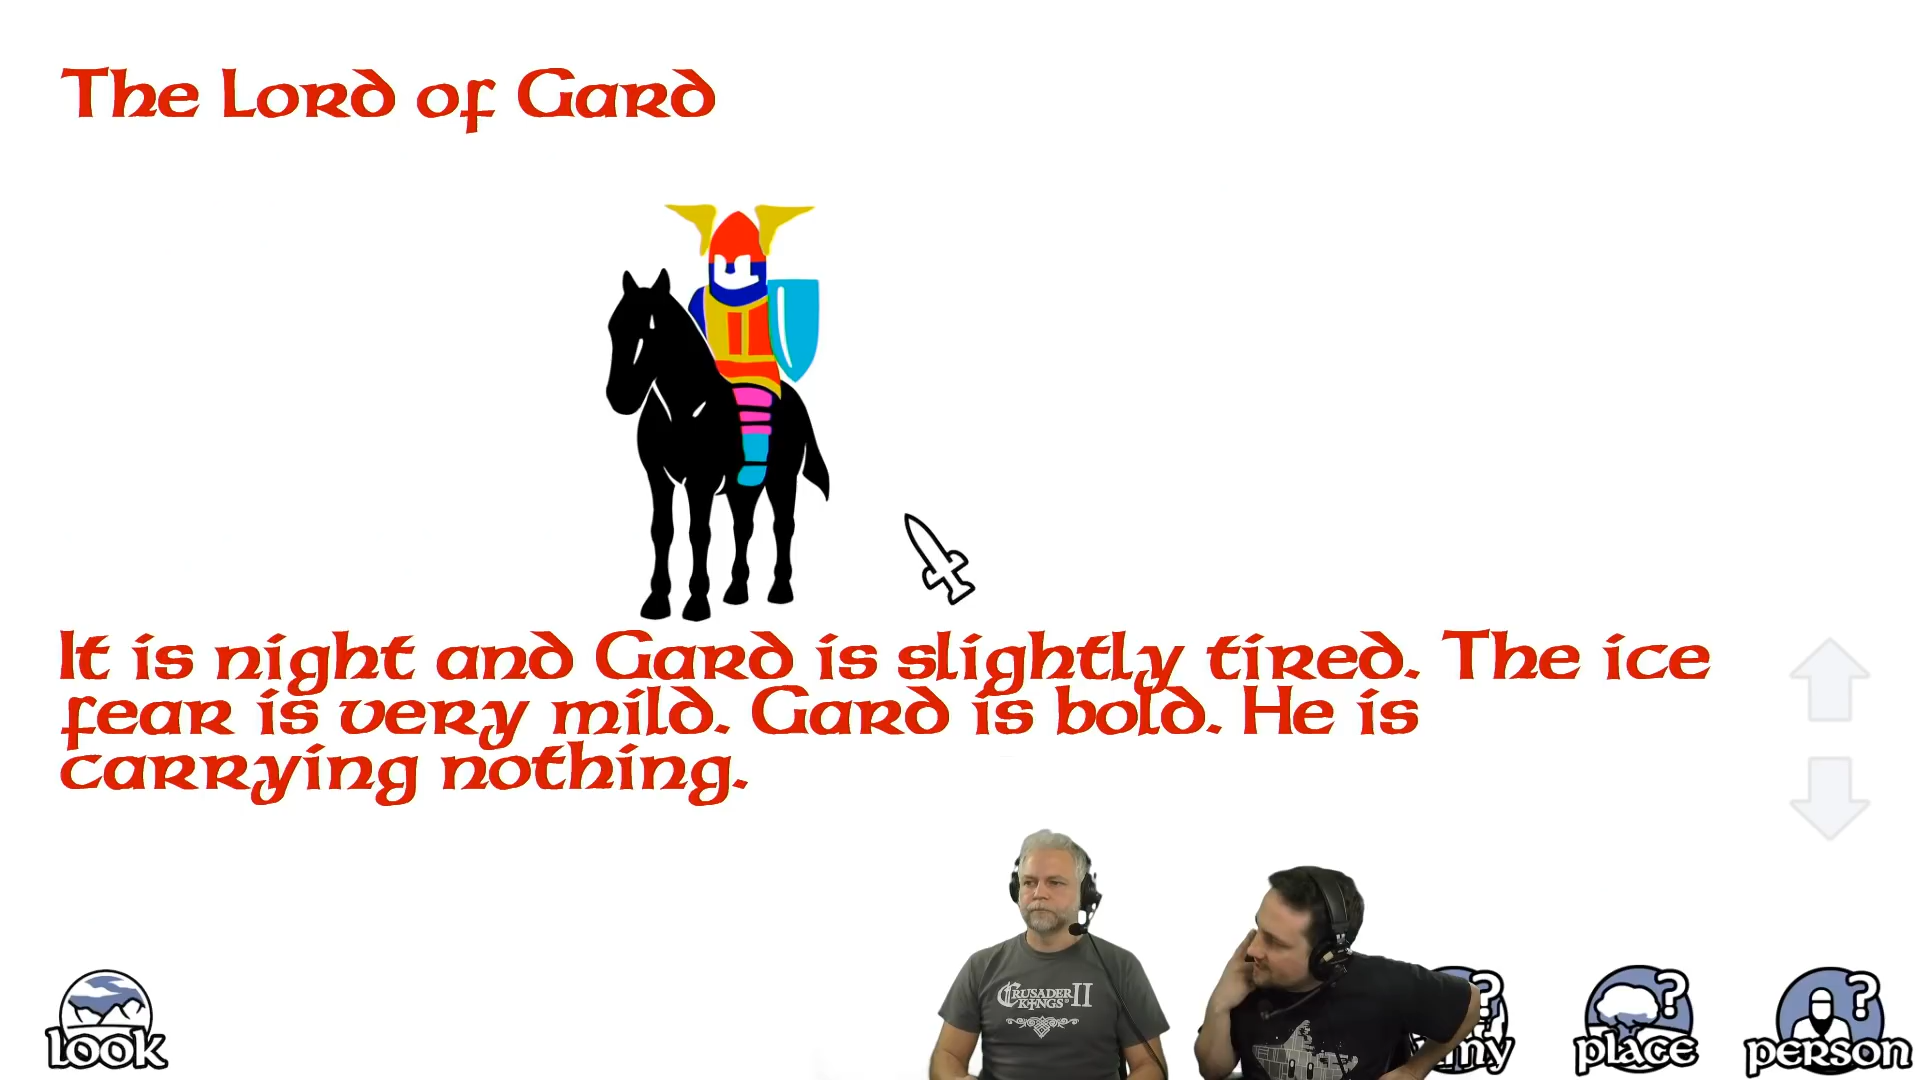 The Lord of Gard
It is night and Gard is slightly tired. The ice
fear is very mild. Gard is bold. He is
carrying nothing.
CRUSADER
KINGS II
look
?
?
place
?
person